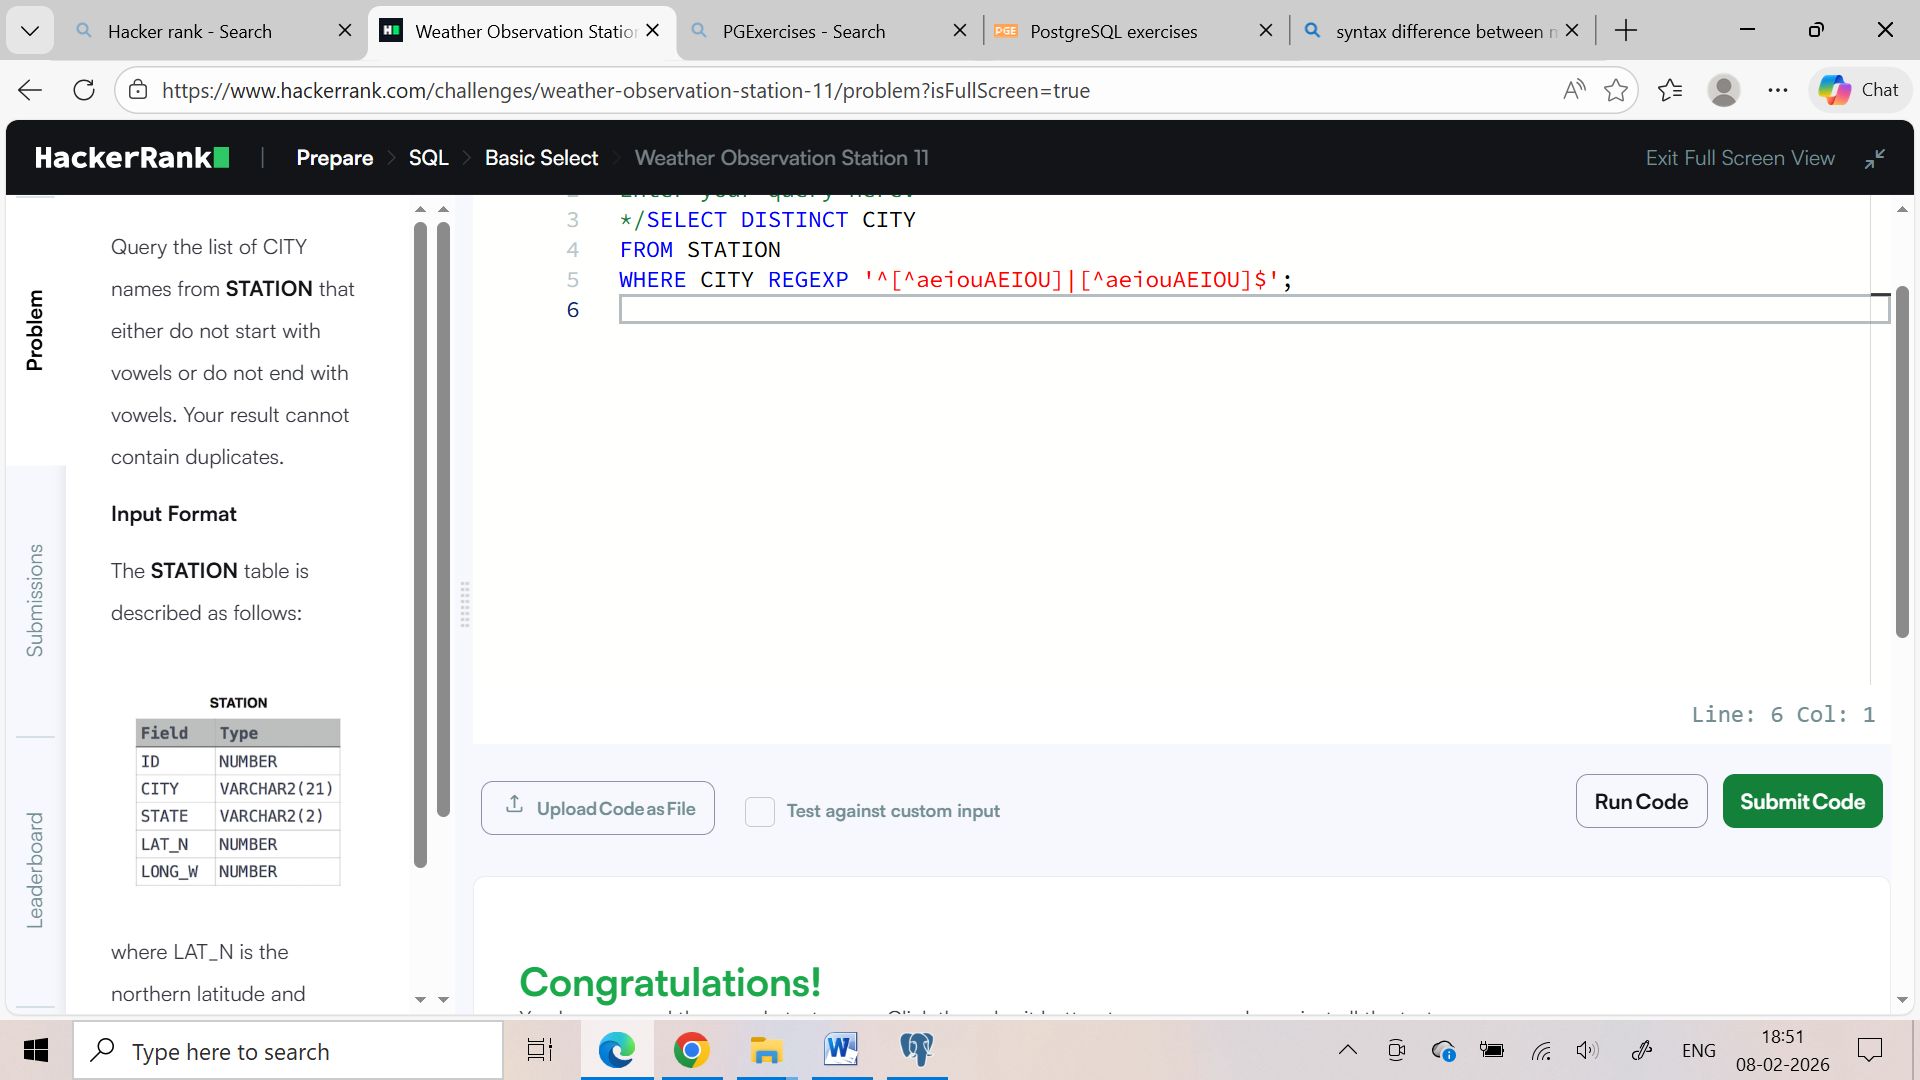 Hacker rank - Search
Weather Observation Statio
PGExercises - Search
PGE PostgreSQL exercises
syntax difference between
https://www.hackerrank.com/challenges/weather-observation-station-11/problem?isFullScreen=true
Chat
HackerRank
Prepare
SQL
Basic Select
Weather Observation Station 11
Exit Full Screen View
Problem
Submissions
Leaderboard
Query the list of CITY
names from STATION that
either do not start with
vowels or do not end with
vowels. Your result cannot
contain duplicates.
Input Format
The STATION table is
described as follows:
STATION
Field Type
ID NUMBER
CITY VARCHAR2(21)
STATE VARCHAR2(2)
LAT_N NUMBER
LONG_W NUMBER
where LAT_N is the
northern latitude and
2 Enter your query here.
3 */SELECT DISTINCT CITY
4 FROM STATION
5 WHERE CITY REGEXP '^[^aeiouAEIOU]|[^aeiouAEIOU]$';
6
Line: 6 Col: 1
Upload Code as File
Test against custom input
Run Code
Submit Code
Congratulations!
Type here to search
ENG
18:51
08-02-2026